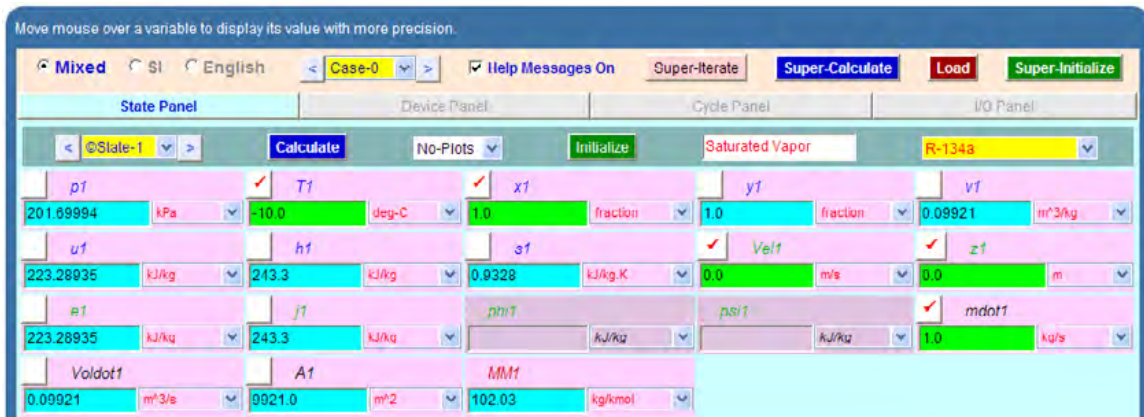 Move mouse over a variable to display its value with more precision.
Mixed SI English < Case-0 > Help Messages On Super-Iterate Super-Calculate Load Super-Initialize
State Panel Device Panel Cycle Panel I/O Panel
< ©State-1 > Calculate No-Plots Initialize Saturated Vapor R-134a
p1 T1 x1 y1 v1
201.69994 kPa -10.0 deg-C 1.0 fraction 1.0 fraction 0.09921 m^3/kg
u1 h1 s1 Vel1 z1
223.28935 kJ/kg 243.3 kJ/kg 0.9328 kJ/kg.K 0.0 m/s 0.0 m
e1 j1 phi1 psi1 mdot1
223.28935 kJ/kg 243.3 kJ/kg kJ/kg kJ/kg 1.0 kg/s
Voldot1 A1 MM1
0.09921 m^3/s 9921.0 m^2 102.03 kg/kmol